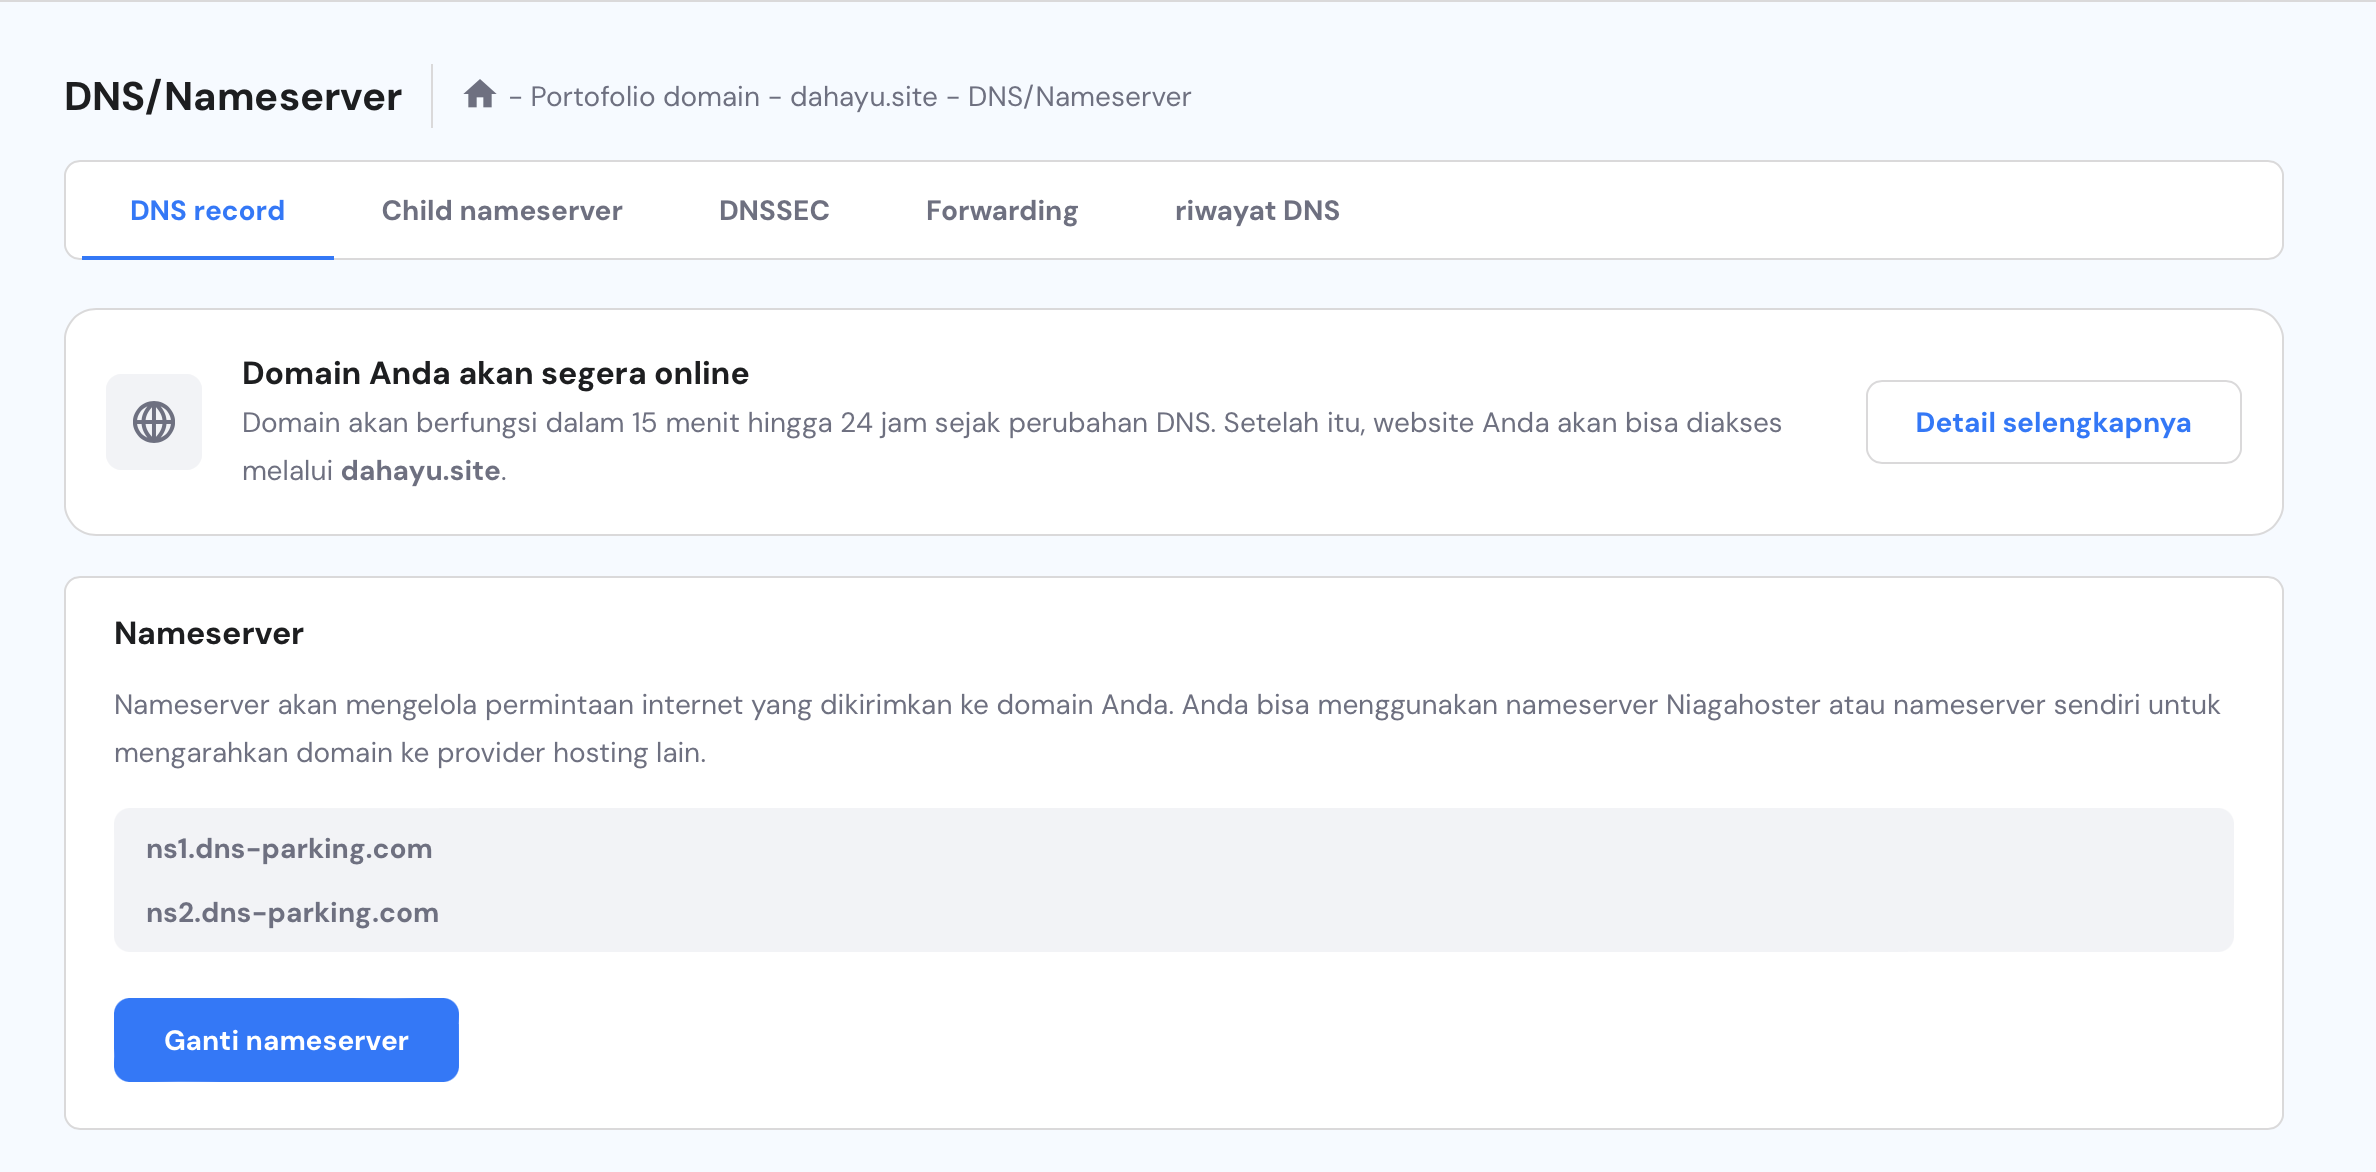 DNS/Nameserver
- Portofolio domain - dahayu.site - DNS/Nameserver
DNS record
Child nameserver
DNSSEC
Forwarding
riwayat DNS
Domain Anda akan segera online
Domain akan berfungsi dalam 15 menit hingga 24 jam sejak perubahan DNS. Setelah itu, website Anda akan bisa diakses
melalui dahayu.site.
Detail selengkapnya
Nameserver
Nameserver akan mengelola permintaan internet yang dikirimkan ke domain Anda. Anda bisa menggunakan nameserver Niagahoster atau nameserver sendiri untuk
mengarahkan domain ke provider hosting lain.
ns1.dns-parking.com
ns2.dns-parking.com
Ganti nameserver